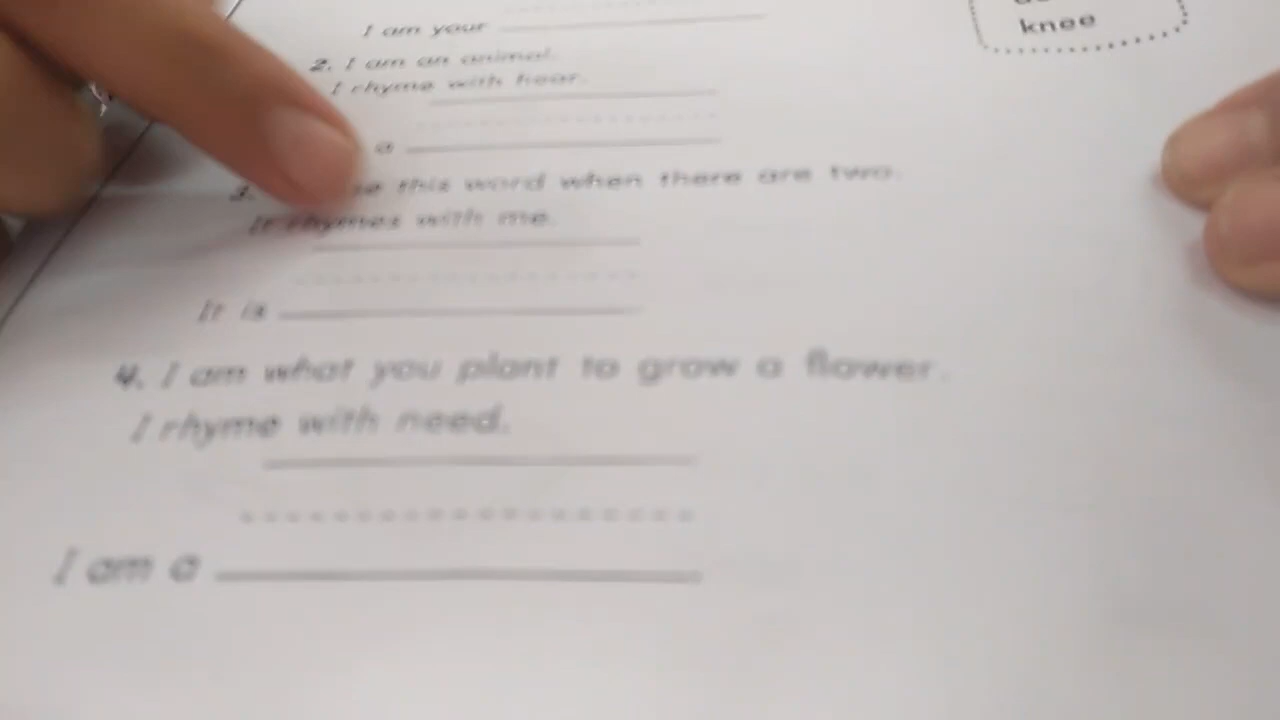 knee
I am your
2. I am an animal.
I rhyme with hear.
a
3. this word when there are two.
It rhymes with me.
It is
4. I am what you plant to grow a flower.
I rhyme with need.
I am a